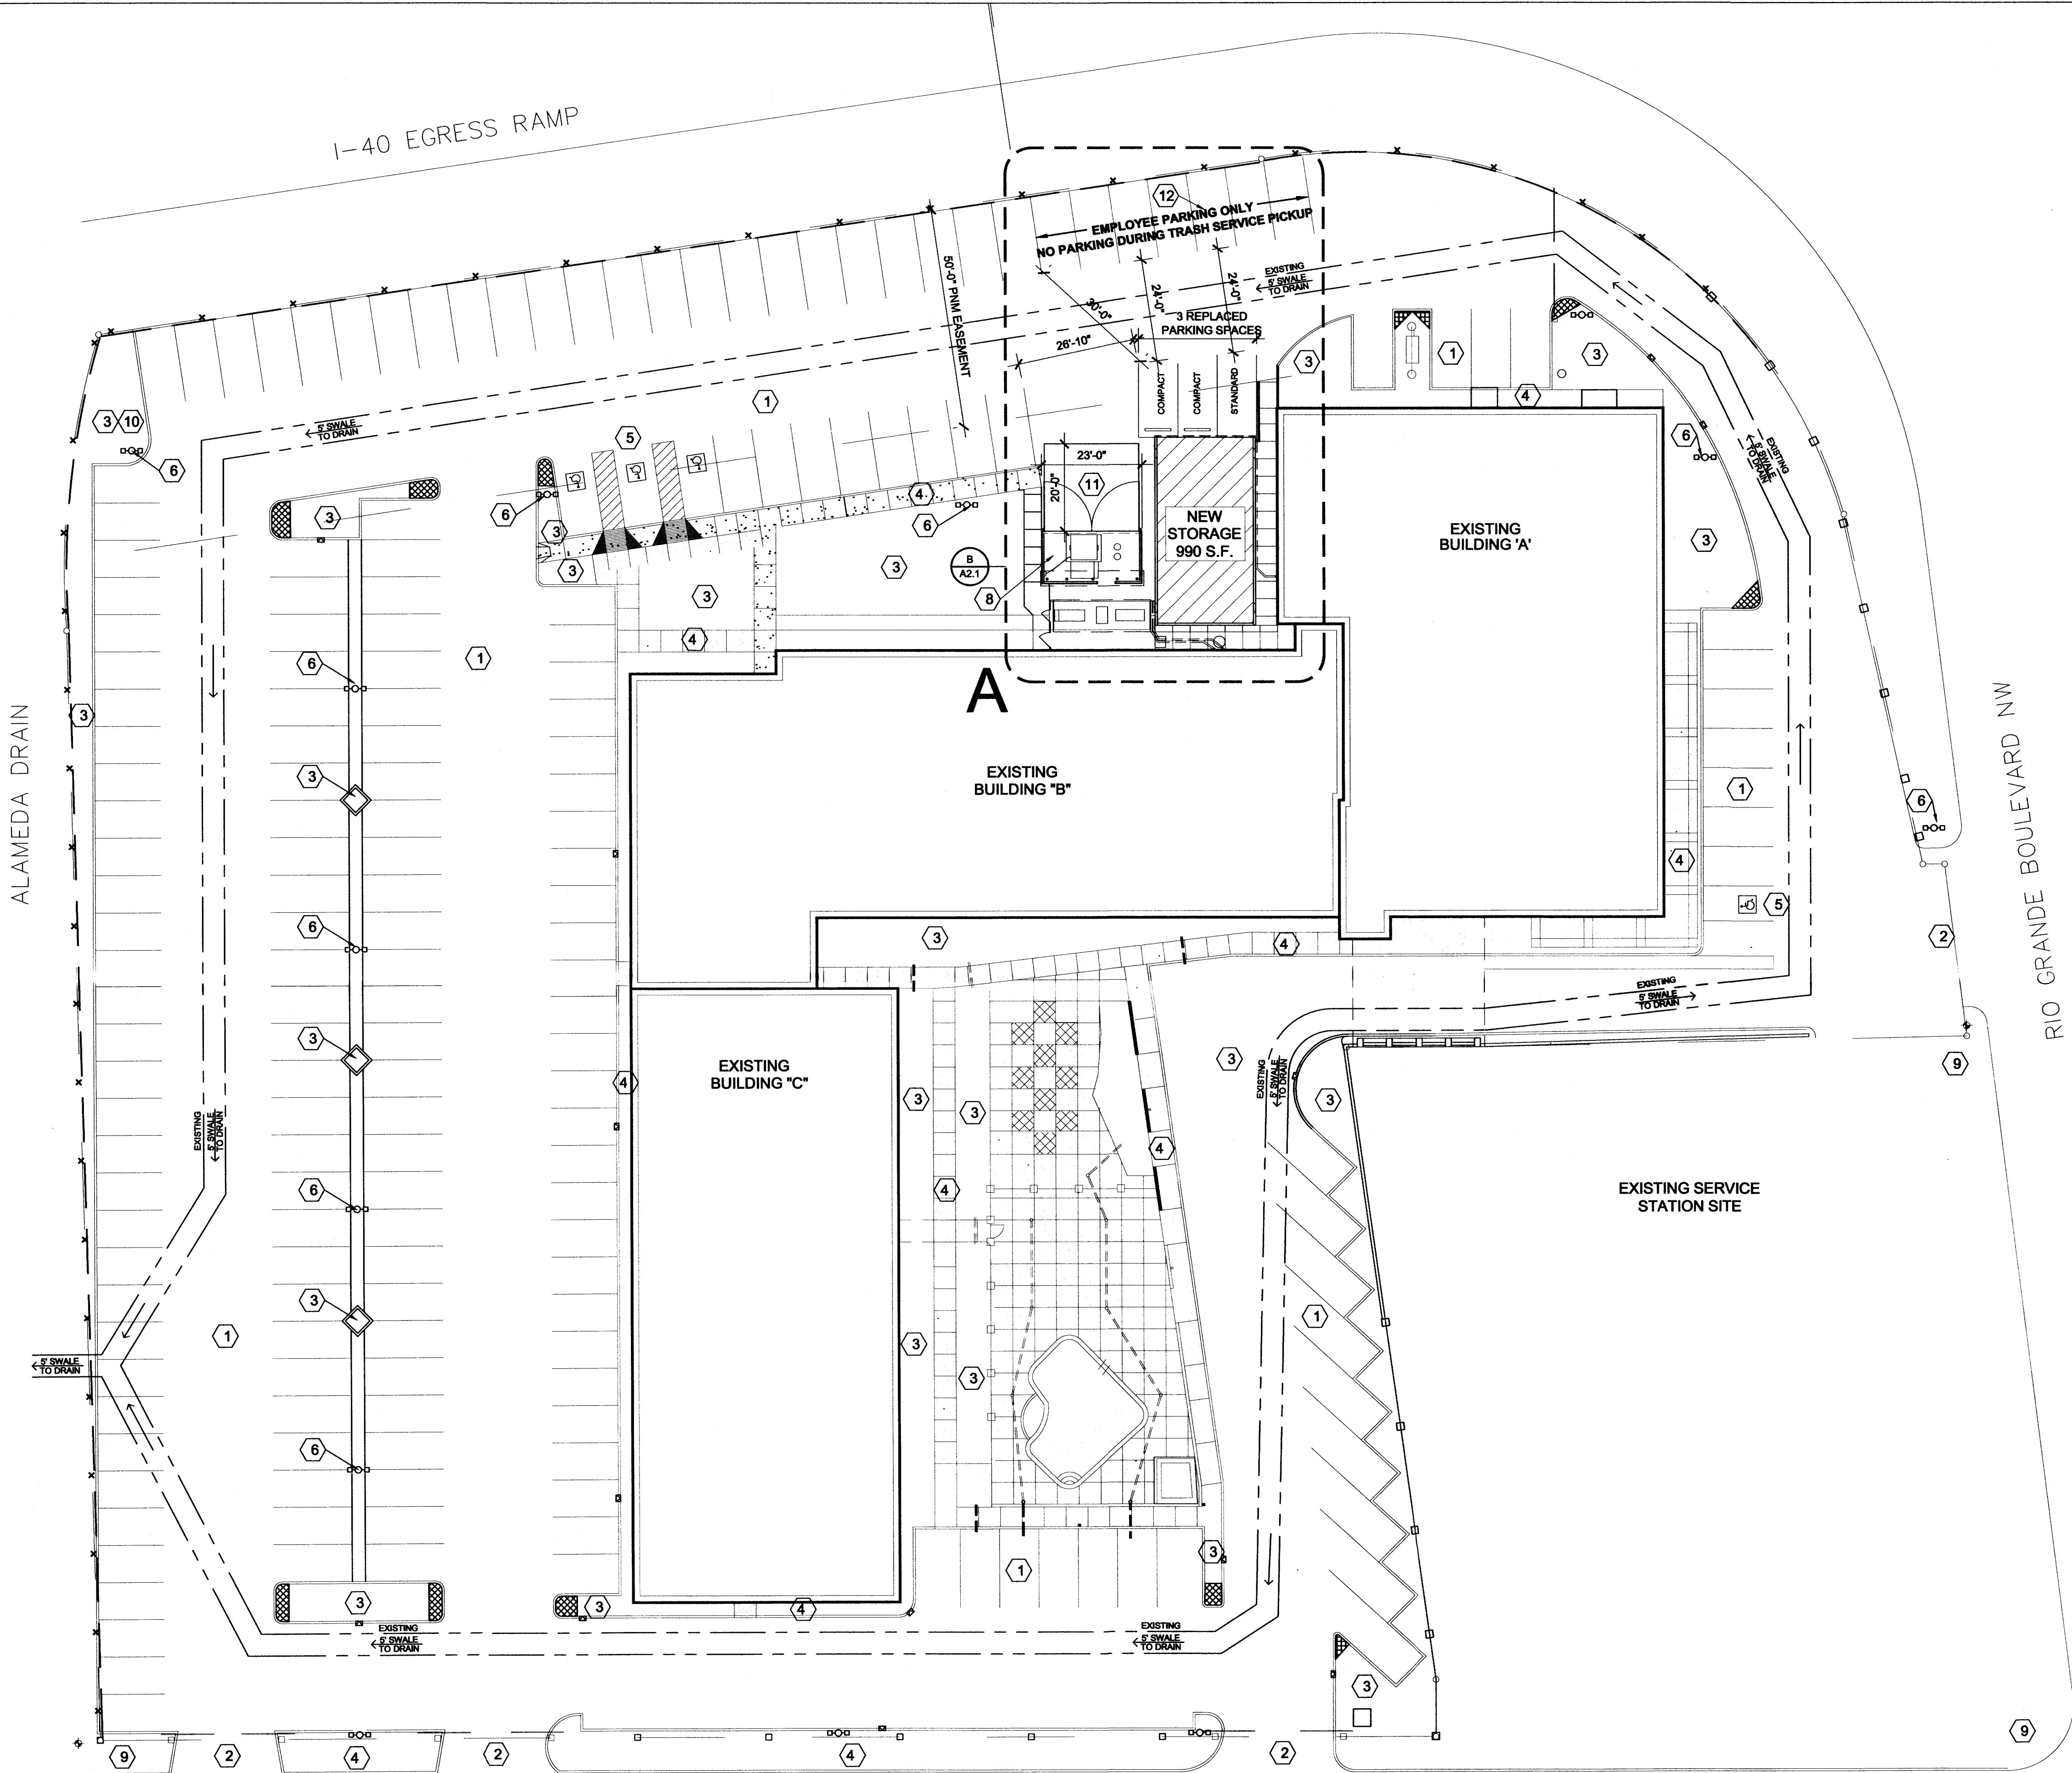 I-40 EGRESS RAMP
12
EMPLOYEE PARKING ONLY
NO PARKING DURING TRASH SERVICE PICKUP
50'-0" PNM EASEMENT
30'-0"
24'-0"
24'-0"
EXISTING
5' SWALE
TO DRAIN
3 REPLACED
PARKING SPACES
26'-10"
COMPACT
COMPACT
STANDARD
3
1
3
4
1
3
10
6
5' SWALE
TO DRAIN
5
6
3
3
3
4
6
3
3
4
B
A2.1
8
23'-0"
20'-0"
11
NEW
STORAGE
990 S.F.
EXISTING
BUILDING 'A'
6
3
EXISTING
5' SWALE
TO DRAIN
A
EXISTING
BUILDING "B"
ALAMEDA DRAIN
3
6
1
3
6
3
6
3
6
1
4
EXISTING
5' SWALE
TO DRAIN
5' SWALE
TO DRAIN
1
4
5
6
2
RIO GRANDE BOULEVARD NW
3
4
EXISTING
5' SWALE
TO DRAIN
EXISTING
BUILDING "C"
3
3
4
4
3
3
3
EXISTING
5' SWALE
TO DRAIN
3
9
EXISTING SERVICE
STATION SITE
1
1
3
3
3
4
EXISTING
5' SWALE
TO DRAIN
EXISTING
5' SWALE
TO DRAIN
3
9
2
4
2
4
2
9